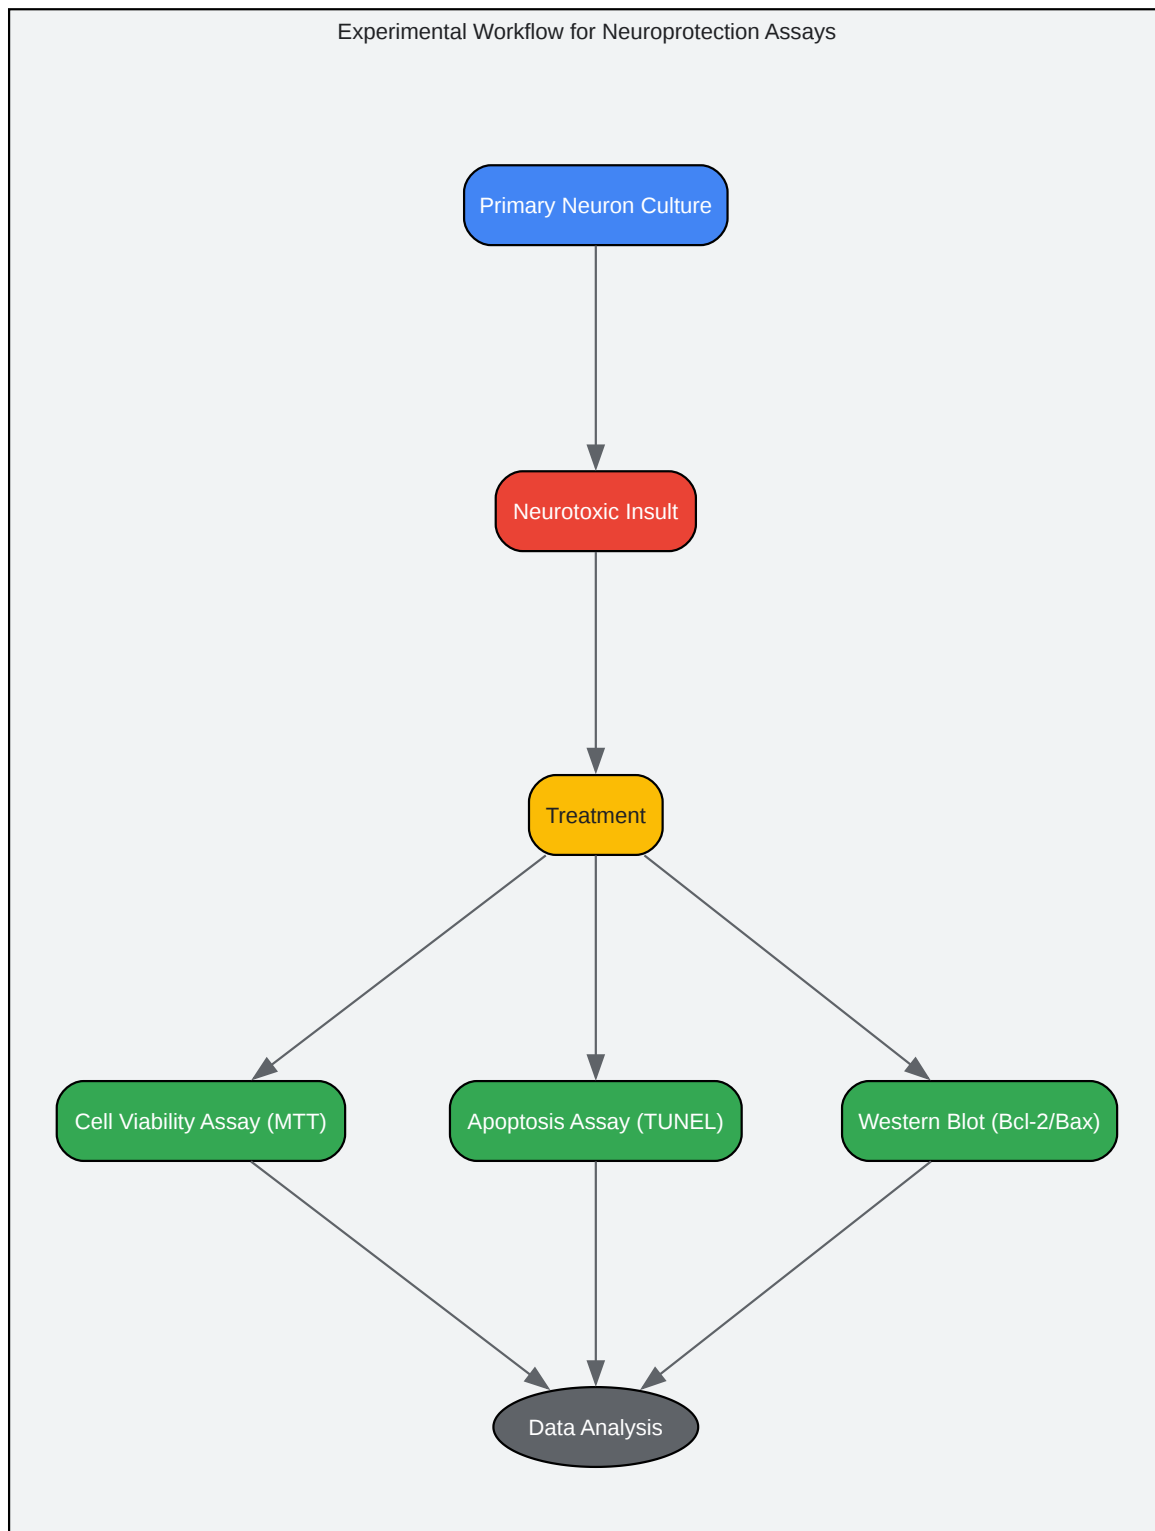 Experimental Workflow for Neuroprotection Assays
Primary Neuron Culture
Neurotoxic Insult
Treatment
Cell Viability Assay (MTT)
Apoptosis Assay (TUNEL)
Western Blot (Bcl-2/Bax)
Data Analysis